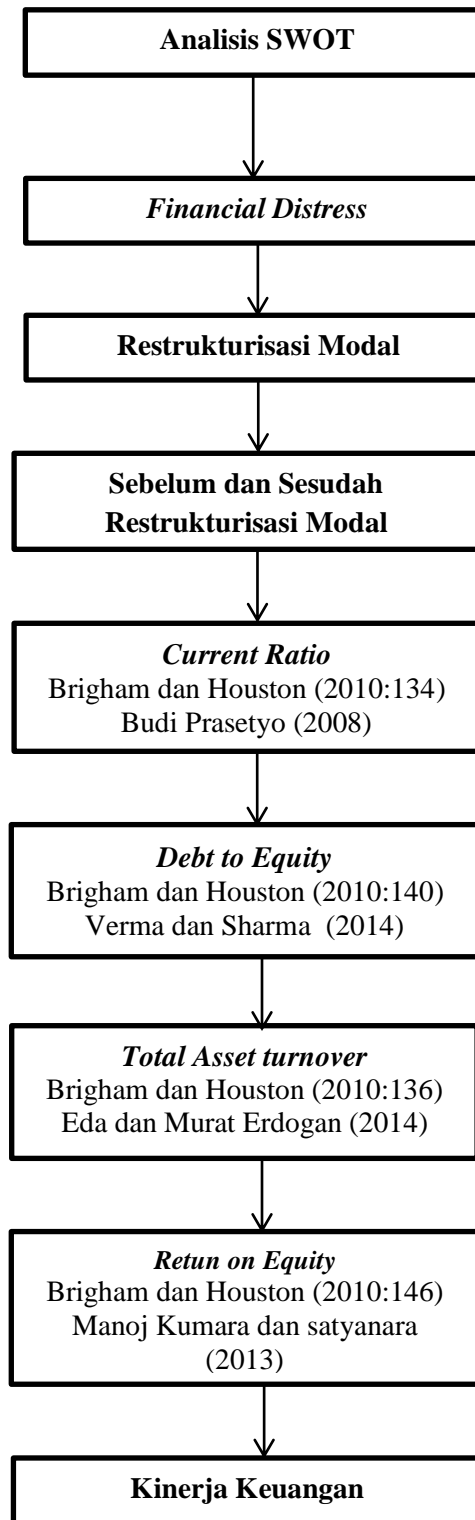 Analisis SWOT
Financial Distress
Restrukturisasi Modal
Sebelum dan Sesudah
Restrukturisasi Modal
Current Ratio
Brigham dan Houston (2010:134)
Budi Prasetyo (2008)
Debt to Equity
Brigham dan Houston (2010:140)
Verma dan Sharma (2014)
Total Asset turnover
Brigham dan Houston (2010:136)
Eda dan Murat Erdogan (2014)
Retun on Equity
Brigham dan Houston (2010:146)
Manoj Kumara dan satyanara
(2013)
Kinerja Keuangan